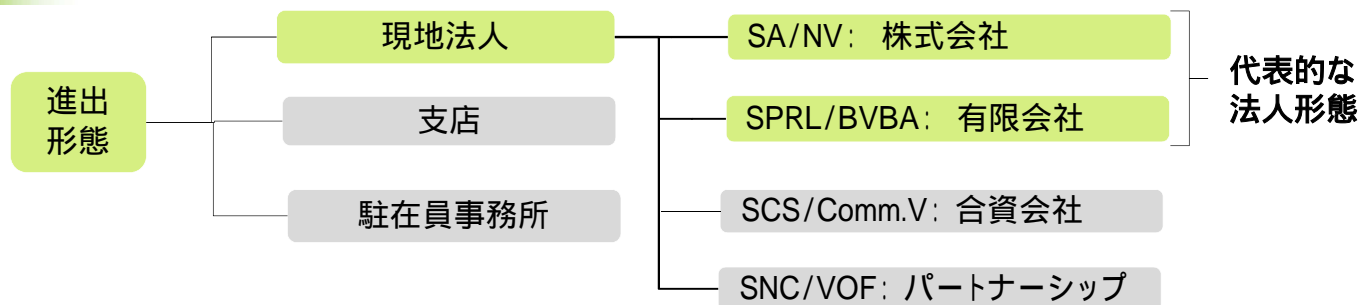 進出
形態
現地法人
支店
駐在員事務所
SA/NV: 株式会社
SPRL/BVBA: 有限会社
SCS/Comm.V: 合資会社
SNC/VOF: パートナーシップ
代表的な
法人形態